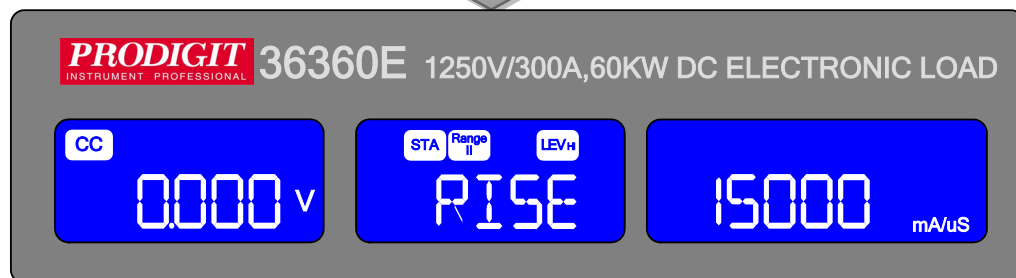 PRODIGIT 36360E 1250V/300A,60KW DC ELECTRONIC LOAD
INSTRUMENT PROFESSIONAL
CC STA Range II LEV HI
0.000 V RISE 15000 mA/uS